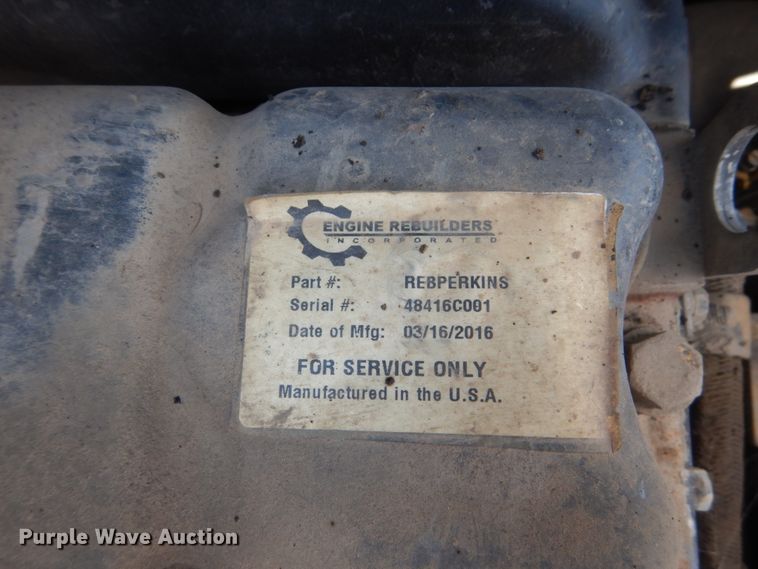 ENGINE REBUILDERS
INCORPORATED
Part #: REBPERKINS
Serial #: 48416C001
Date of Mfg: 03/16/2016
FOR SERVICE ONLY
Manufactured in the U.S.A.
Purple Wave Auction